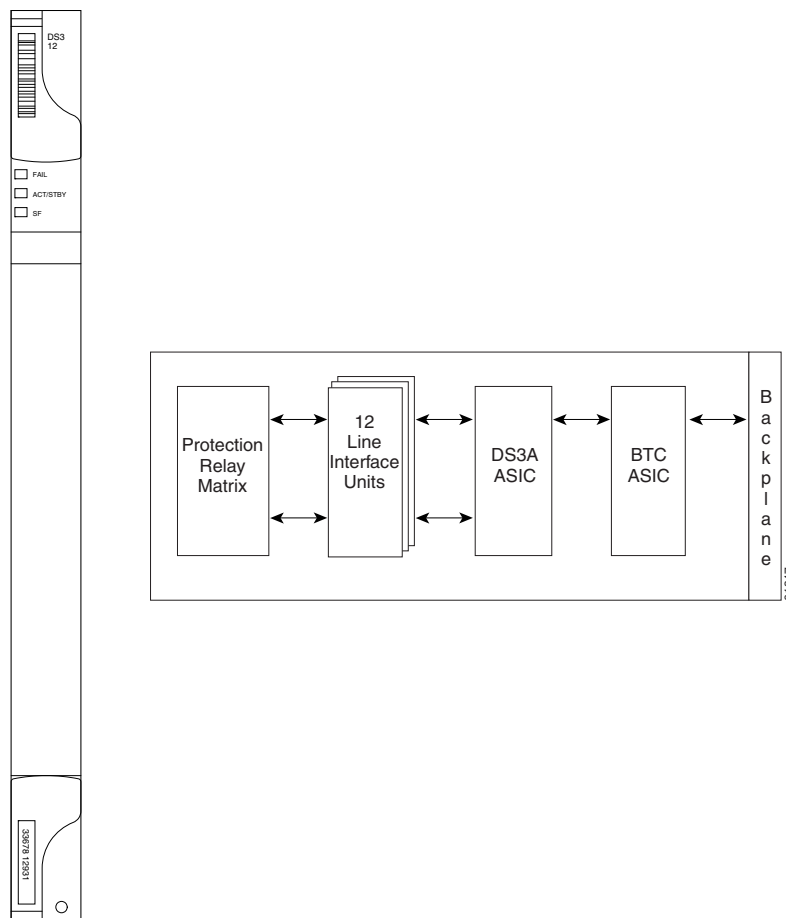 DS3
12
FAIL
ACT/STBY
SF
Protection
Relay
Matrix
12
Line
Interface
Units
DS3A
ASIC
BTC
ASIC
Backplane
33678 12931